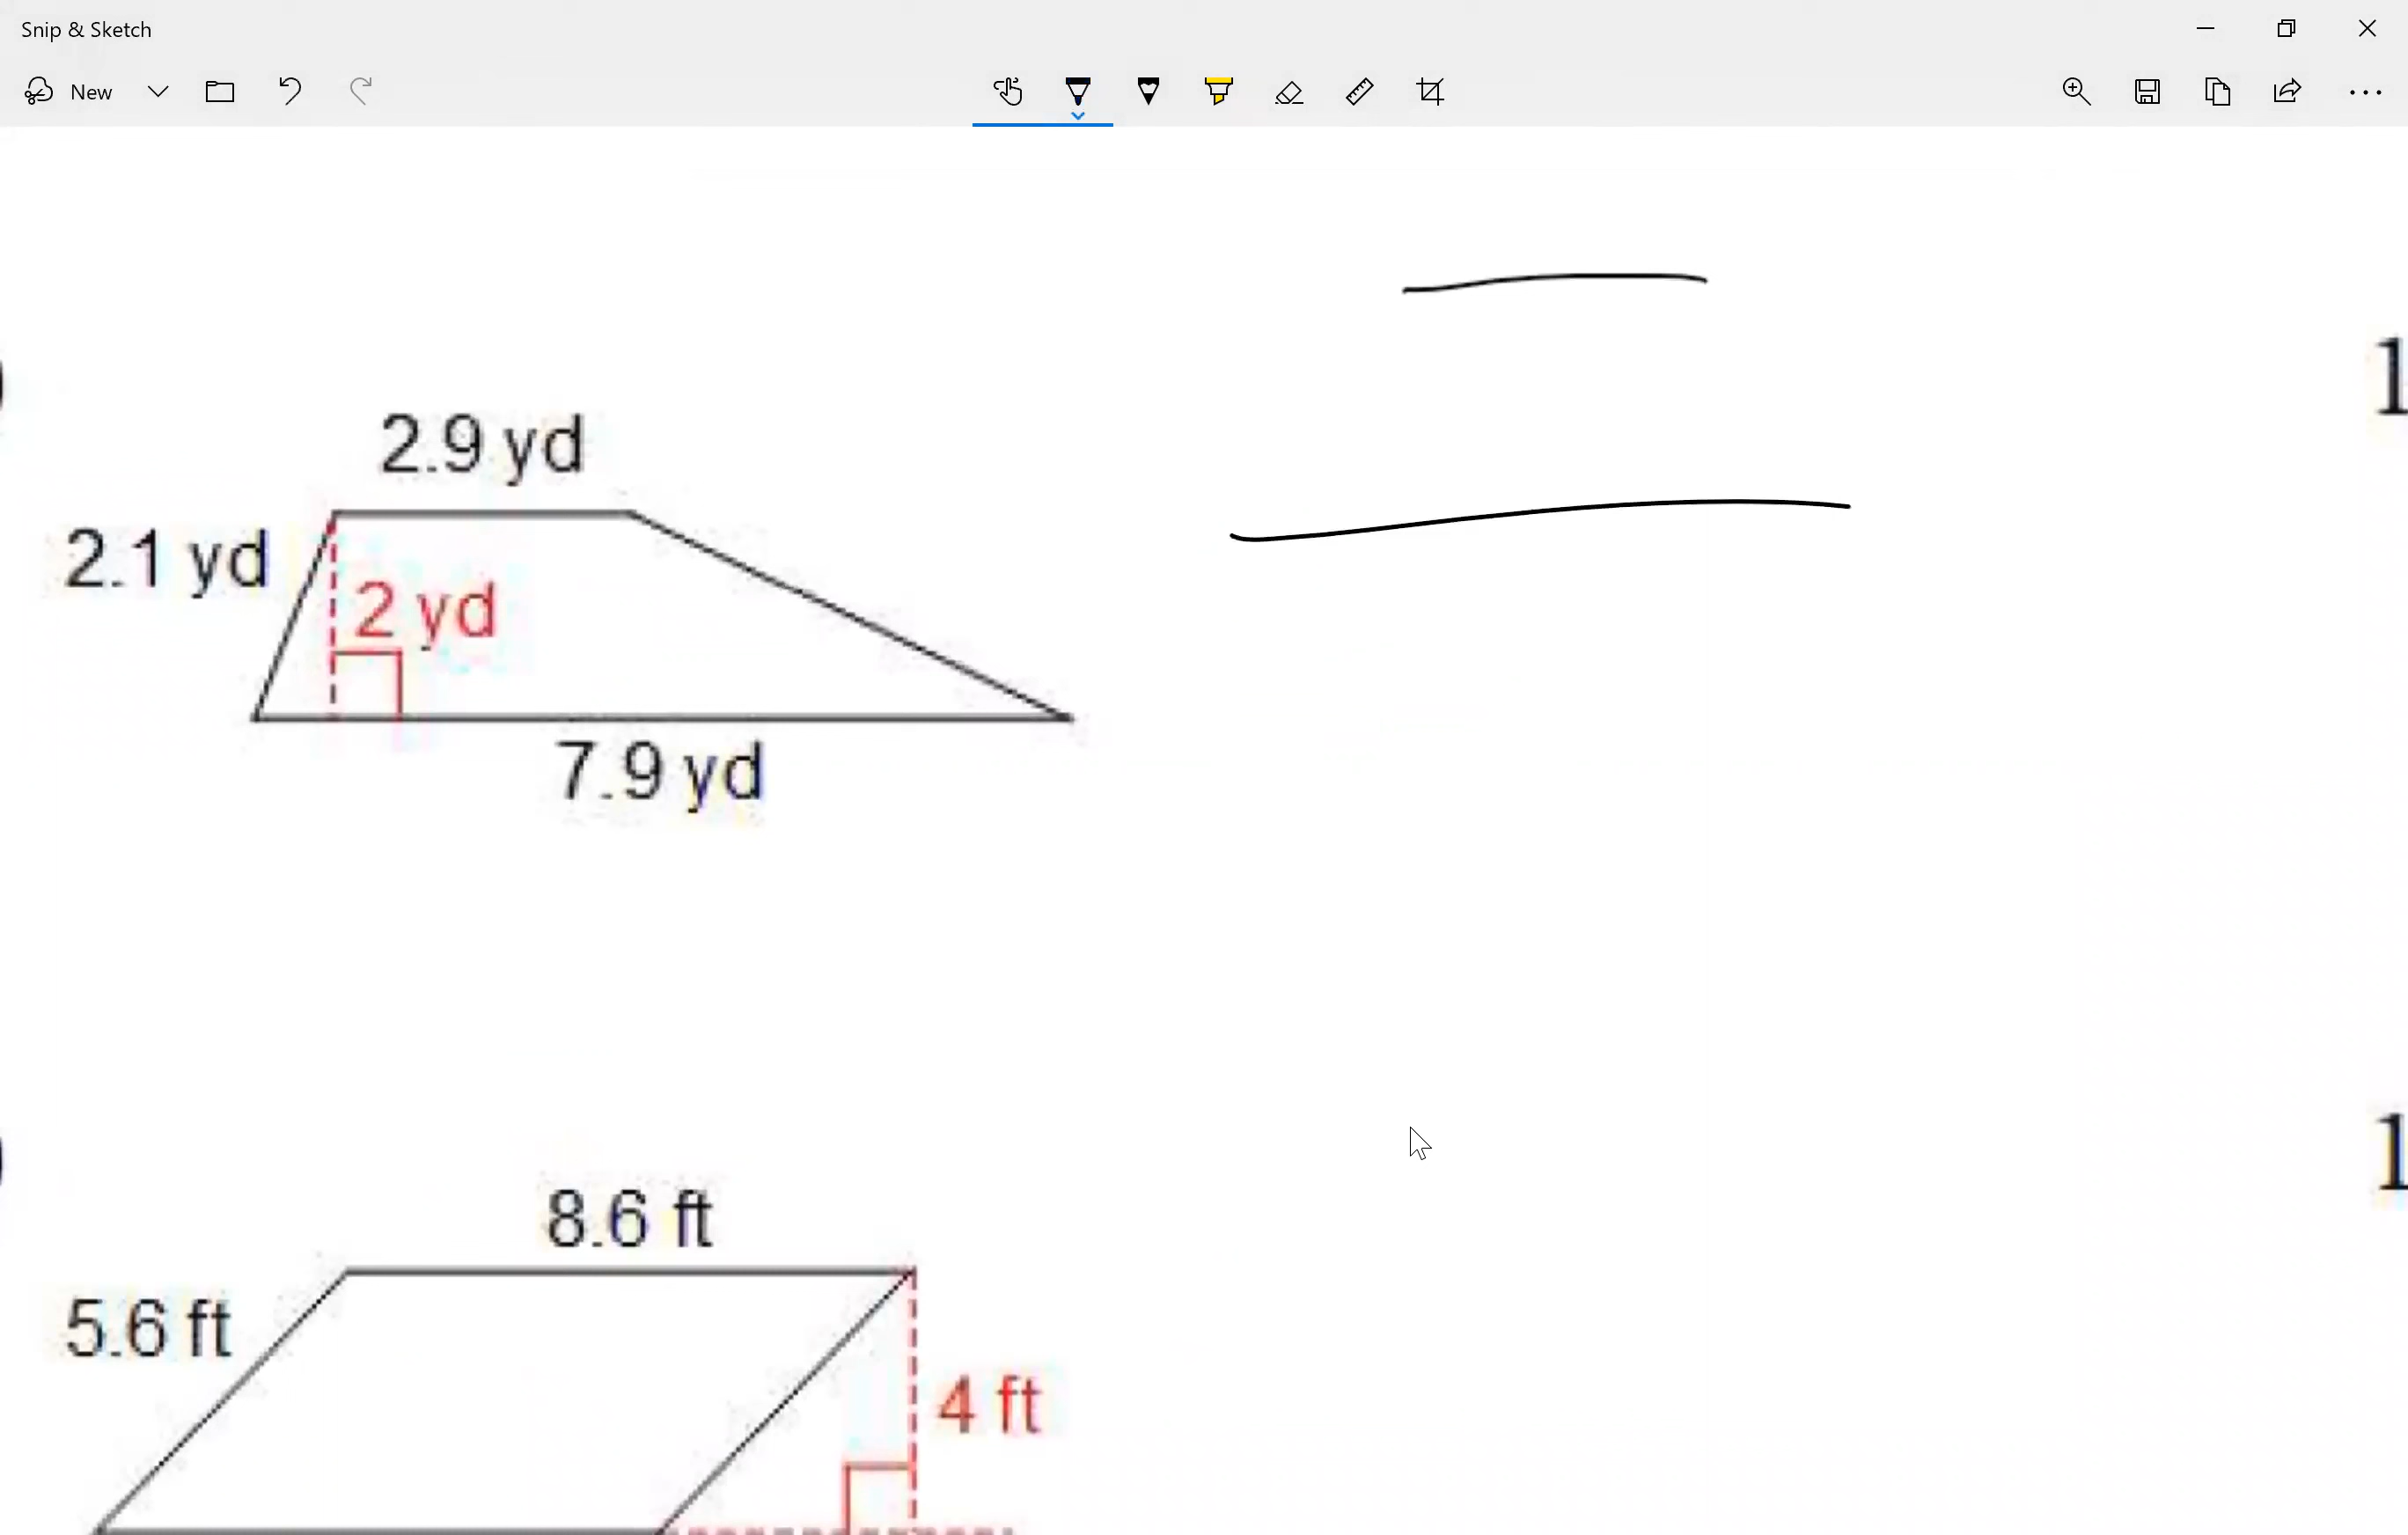 Snip & Sketch
New
2.9 yd
2.1 yd
2 yd
7.9 yd
8.6 ft
5.6 ft
4 ft